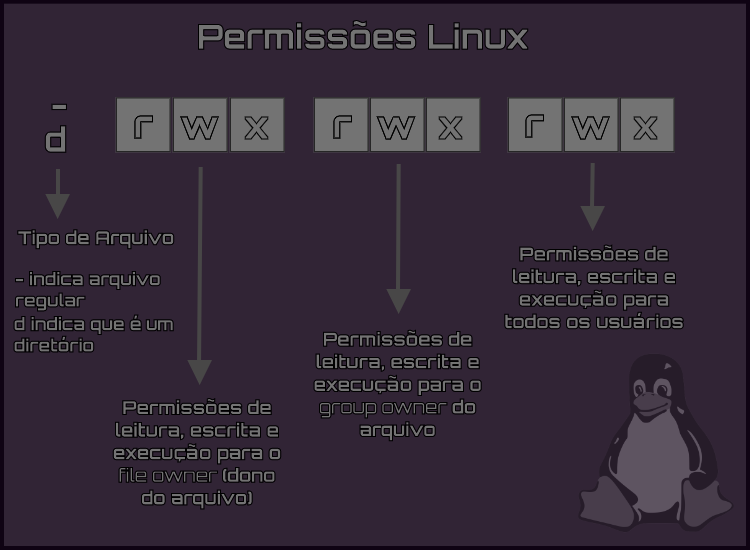 Permissões Linux
-
d
r w x
r w x
r w x
Tipo de Arquivo
- indica arquivo
regular
d indica que é um
diretório
Permissões de
leitura, escrita e
execução para o
file owner (dono
do arquivo)
Permissões de
leitura, escrita e
execução para o
group owner do
arquivo
Permissões de
leitura, escrita e
execução para
todos os usuários